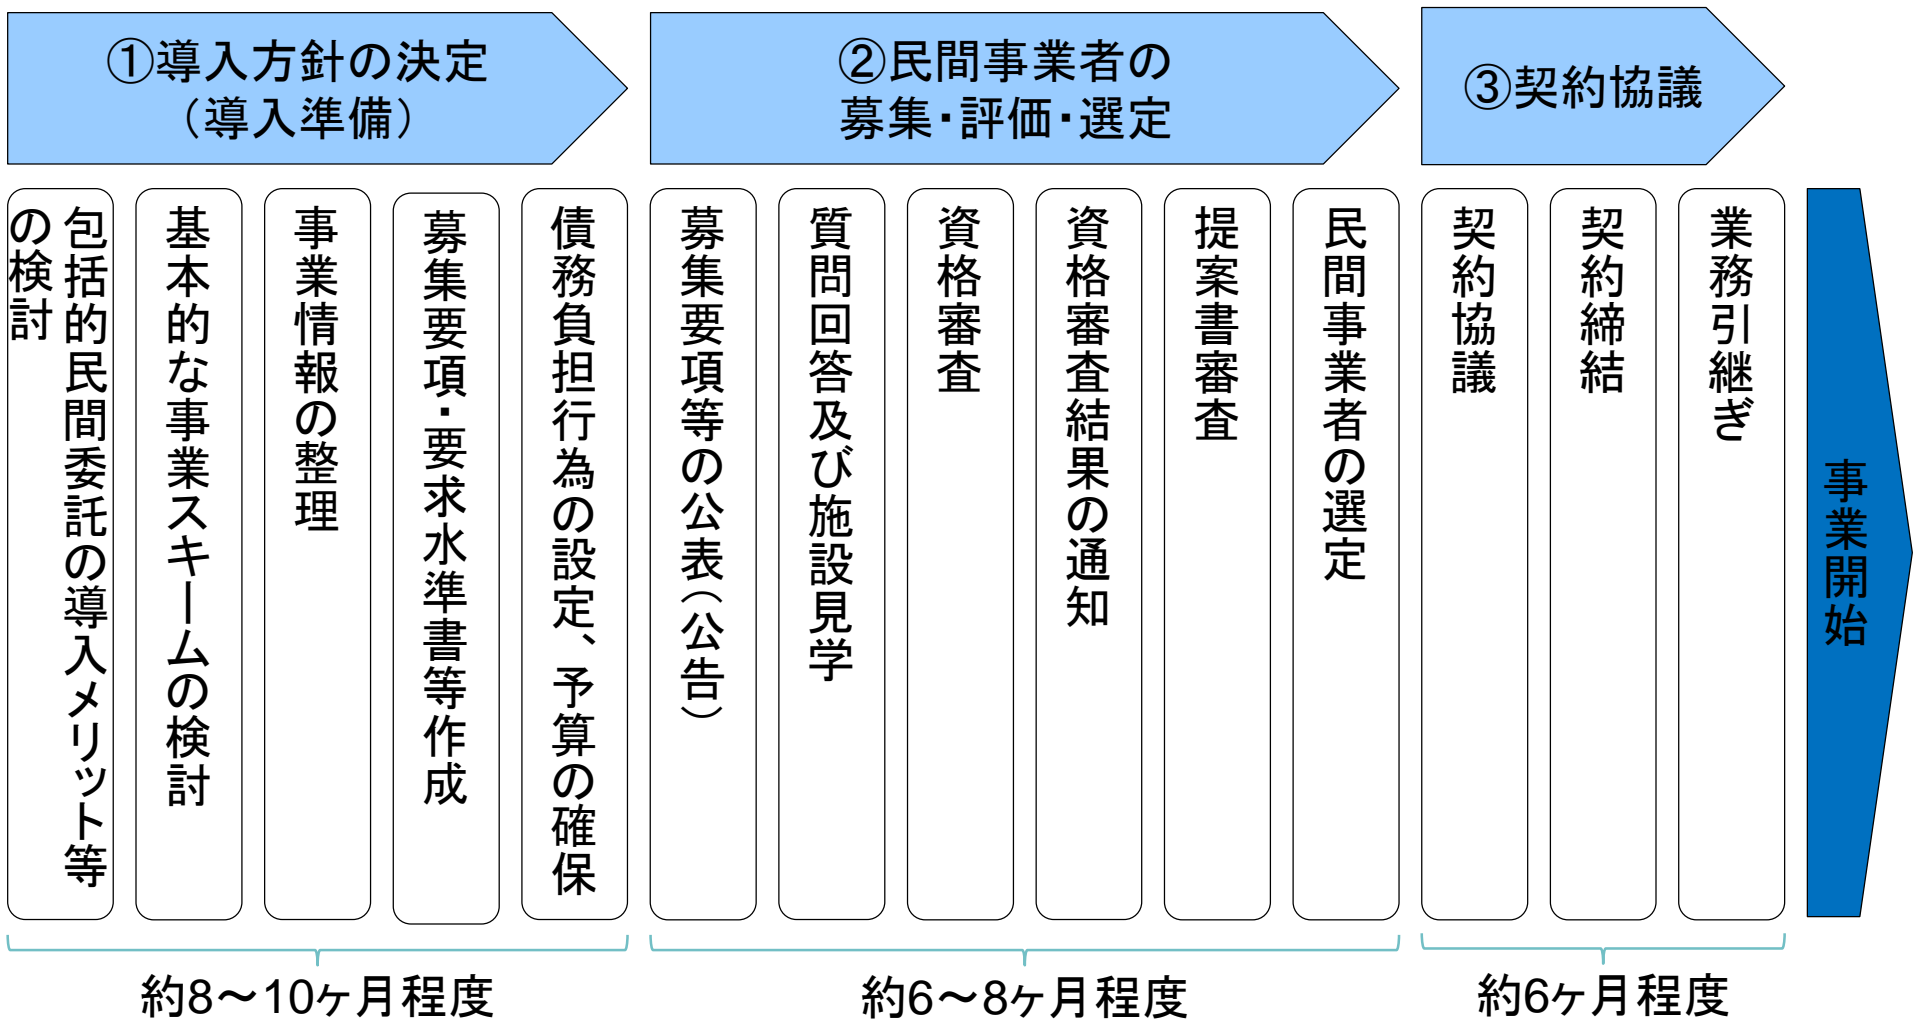 ①導入方針の決定
（導入準備）
②民間事業者の
募集・評価・選定
③契約協議
包括的民間委託の導入メリット等
の検討
基本的な事業スキームの検討
事業情報の整理
募集要項・要求水準書等作成
債務負担行為の設定、予算の確保
募集要項等の公表（公告）
質問回答及び施設見学
資格審査
資格審査結果の通知
提案書審査
民間事業者の選定
契約協議
契約締結
業務引継ぎ
事業開始
約8～10ヶ月程度
約6～8ヶ月程度
約6ヶ月程度